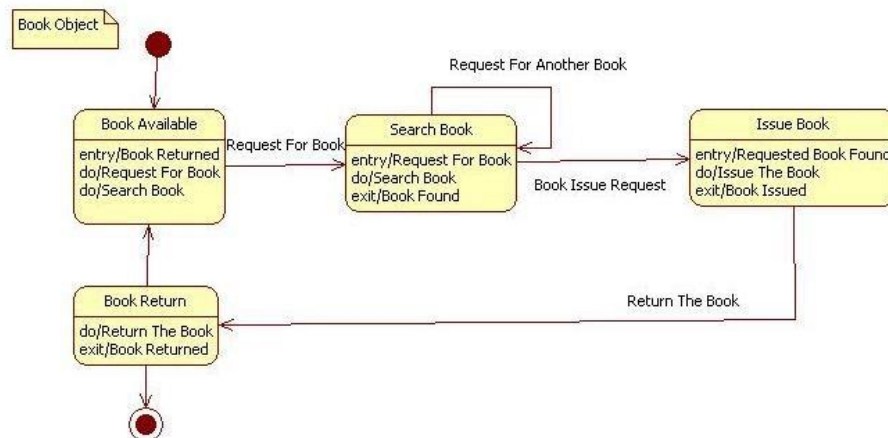 Book Object
Request For Another Book
Book Available
entry/Book Returned
do/Request For Book
do/Search Book
Request For Book
Search Book
entry/Request For Book
do/Search Book
exit/Book Found
Book Issue Request
Issue Book
entry/Requested Book Found
do/Issue The Book
exit/Book Issued
Return The Book
Book Return
do/Return The Book
exit/Book Returned